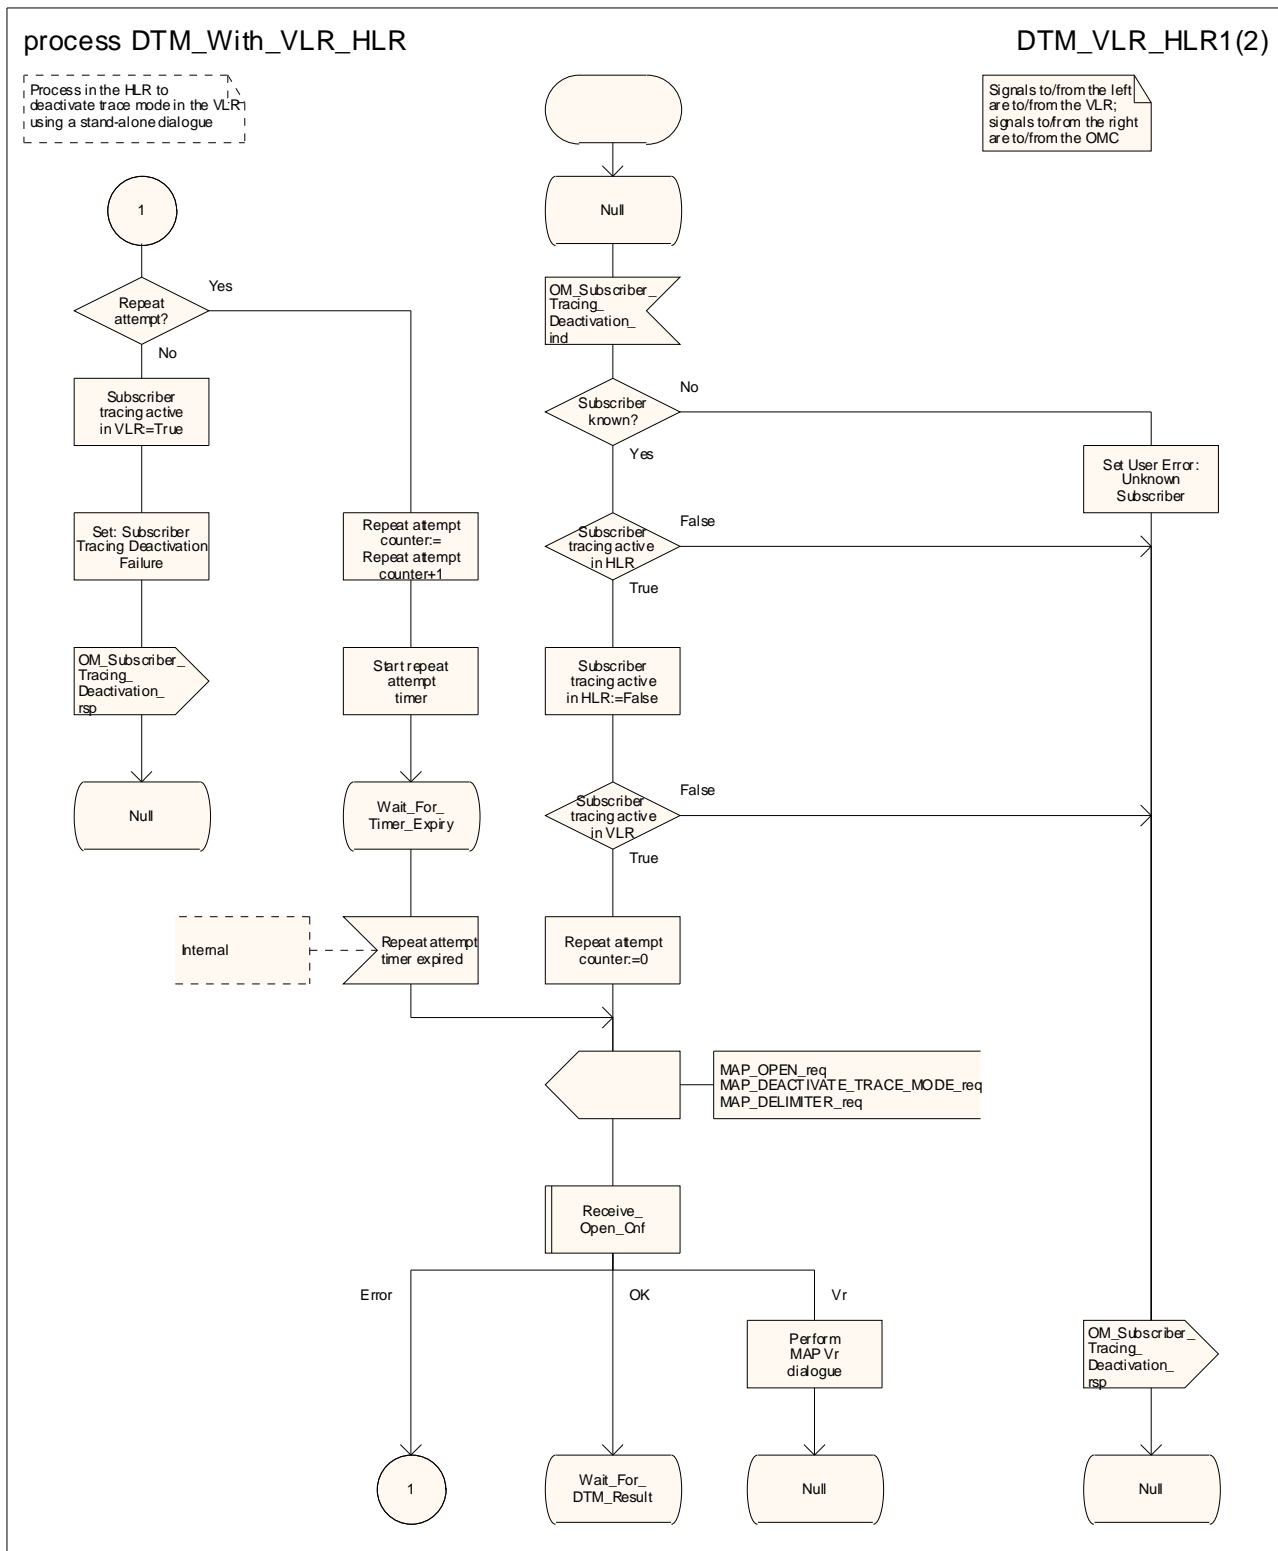 process DTM_With_VLR_HLR
DTM_VLR_HLR1(2)
Process in the HLR to
deactivate trace mode in the VLR
using a stand-alone dialogue
Signals to/from the left
are to/from the VLR;
signals to/from the right
are to/from the OMC
1
Null
Repeat
attempt?
Yes
No
OM_Subscriber_
Tracing_
Deactivation_
ind
Subscriber
tracing active
in VLR:=True
Subscriber
known?
No
Yes
Set User Error:
Unknown
Subscriber
Set: Subscriber
Tracing Deactivation
Failure
Repeat attempt
counter:=
Repeat attempt
counter+1
Subscriber
tracing active
in HLR
False
True
OM_Subscriber_
Tracing_
Deactivation_
rsp
Start repeat
attempt
timer
Subscriber
tracing active
in HLR:=False
Null
Wait_For_
Timer_Expiry
Subscriber
tracing active
in VLR
False
True
Internal
Repeat attempt
timer expired
Repeat attempt
counter:=0
MAP_OPEN_req
MAP_DEACTIVATE_TRACE_MODE_req
MAP_DELIMITER_req
Receive_
Open_Cnf
Error
OK
Vr
Perform
MAP Vr
dialogue
OM_Subscriber_
Tracing_
Deactivation_
rsp
1
Wait_For_
DTM_Result
Null
Null